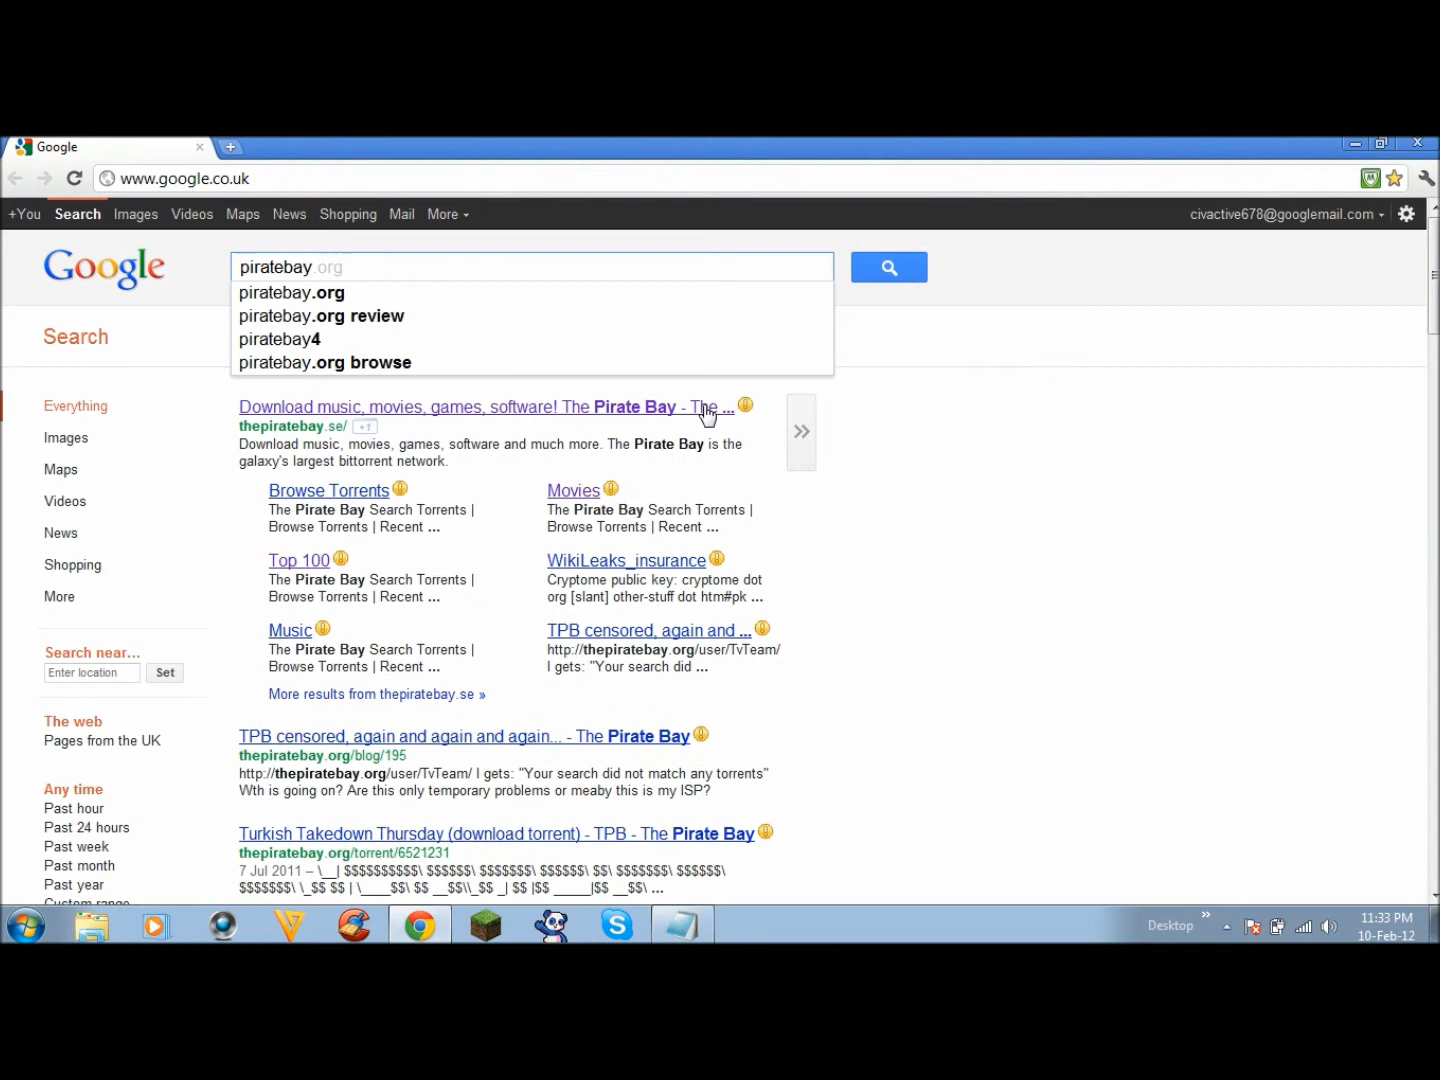 Google
www.google.co.uk
+You Search Images Videos Maps News Shopping Mail More
civactive678@googlemail.com
Google
piratebay.org
piratebay.org
piratebay.org review
piratebay4
piratebay.org browse
Search
Everything
Images
Maps
Videos
News
Shopping
More
Search near...
Enter location Set
The web
Pages from the UK
Any time
Past hour
Past 24 hours
Past week
Past month
Past year
Custom range
Download music, movies, games, software! The Pirate Bay - The ...
thepiratebay.se/ +1
Download music, movies, games, software and much more. The Pirate Bay is the
galaxy's largest bittorrent network.
Browse Torrents
The Pirate Bay Search Torrents |
Browse Torrents | Recent ...
Movies
The Pirate Bay Search Torrents |
Browse Torrents | Recent ...
Top 100
The Pirate Bay Search Torrents |
Browse Torrents | Recent ...
WikiLeaks_insurance
Cryptome public key: cryptome dot
org [slant] other-stuff dot htm#pk ...
Music
The Pirate Bay Search Torrents |
Browse Torrents | Recent ...
TPB censored, again and ...
http://thepiratebay.org/user/TvTeam/
I gets: "Your search did ...
More results from thepiratebay.se »
TPB censored, again and again and again... - The Pirate Bay
thepiratebay.org/blog/195
http://thepiratebay.org/user/TvTeam/ I gets: "Your search did not match any torrents"
Wth is going on? Are this only temporary problems or meaby this is my ISP?
Turkish Takedown Thursday (download torrent) - TPB - The Pirate Bay
thepiratebay.org/torrent/6521231
7 Jul 2011 – \__| $$$$$$$$$$\ $$$$$$\ $$$$$$$\ $$$$$$\ $$\ $$$$$$$\ $$$$$$\
$$$$$$$\ \_$$ $$ | \____$$\ $$ __$$\\_$$ _| $$ |$$ _____|$$ __$$\ ...
Desktop
11:33 PM
10-Feb-12